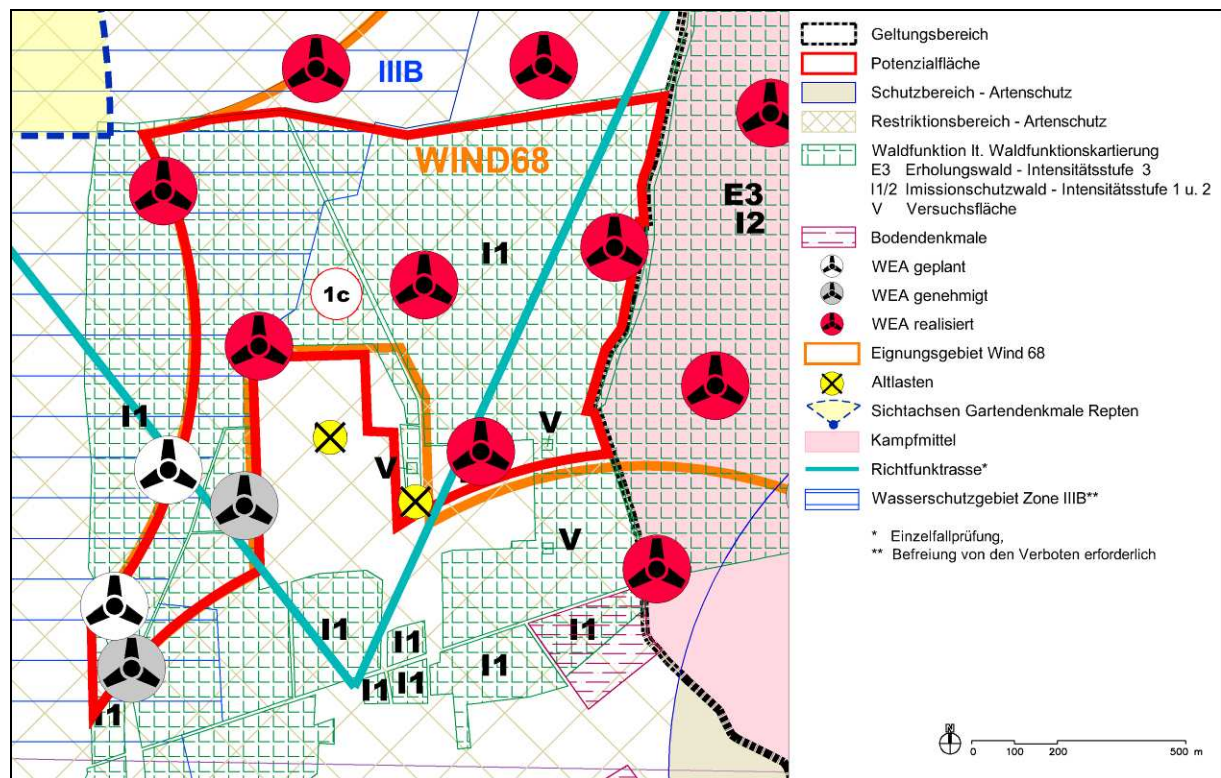 IIIB
WIND68
E3
I2
I1
1c
I1
V
V
V
I1
I1
I1
I1
I1
I1
I1
Geltungsbereich
Potenzialfläche
Schutzbereich - Artenschutz
Restriktionsbereich - Artenschutz
Waldfunktion lt. Waldfunktionskartierung
E3 Erholungswald - Intensitätsstufe 3
I1/2 Imissionschutzwald - Intensitätsstufe 1 u. 2
V Versuchsfläche
Bodendenkmale
WEA geplant
WEA genehmigt
WEA realisiert
Eignungsgebiet Wind 68
Altlasten
Sichtachsen Gartendenkmale Repten
Kampfmittel
Richtfunktrasse*
Wasserschutzgebiet Zone IIIB**
* Einzelfallprüfung,
** Befreiung von den Verboten erforderlich
N
0 100 200 500 m